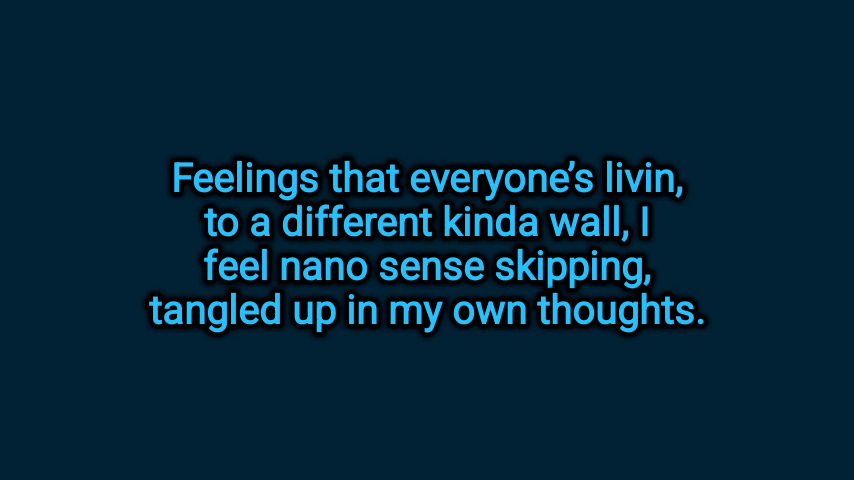 Feelings that everyone’s livin,
to a different kinda wall, I
feel nano sense skipping,
tangled up in my own thoughts.